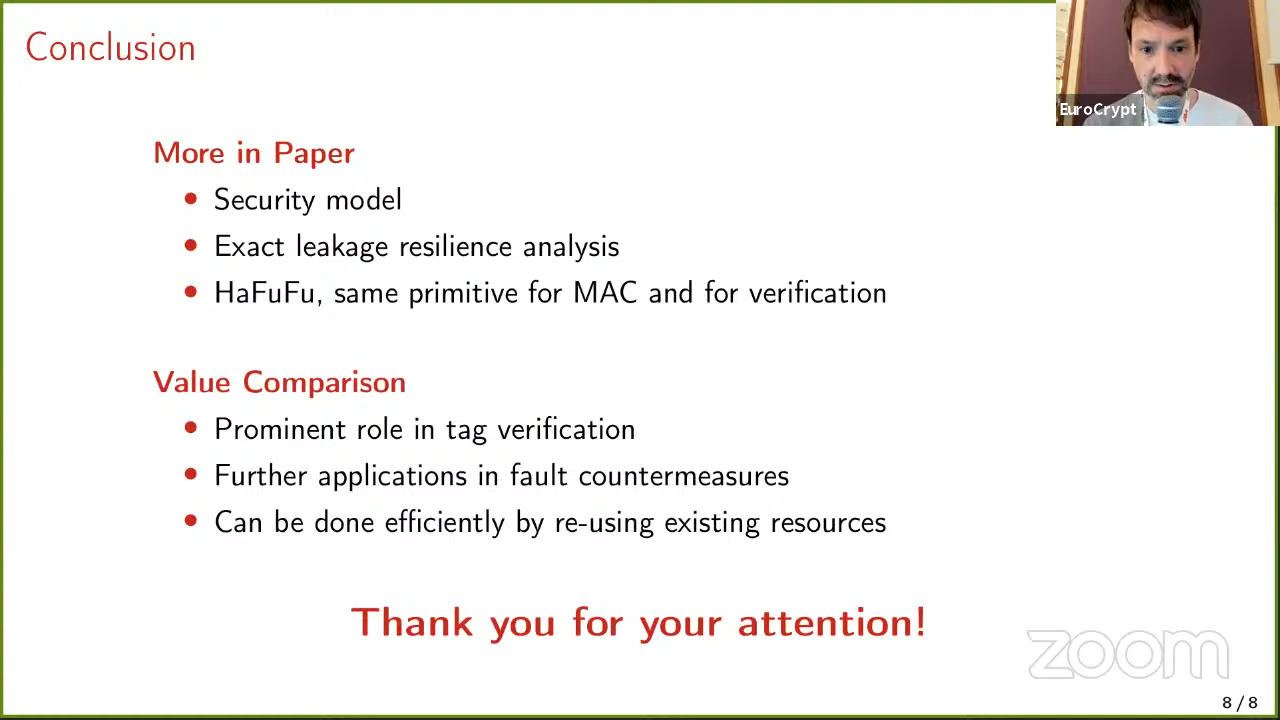 Conclusion
EuroCrypt
More in Paper
• Security model
• Exact leakage resilience analysis
• HaFuFu, same primitive for MAC and for verification
Value Comparison
• Prominent role in tag verification
• Further applications in fault countermeasures
• Can be done efficiently by re-using existing resources
Thank you for your attention!
zoom
8 / 8